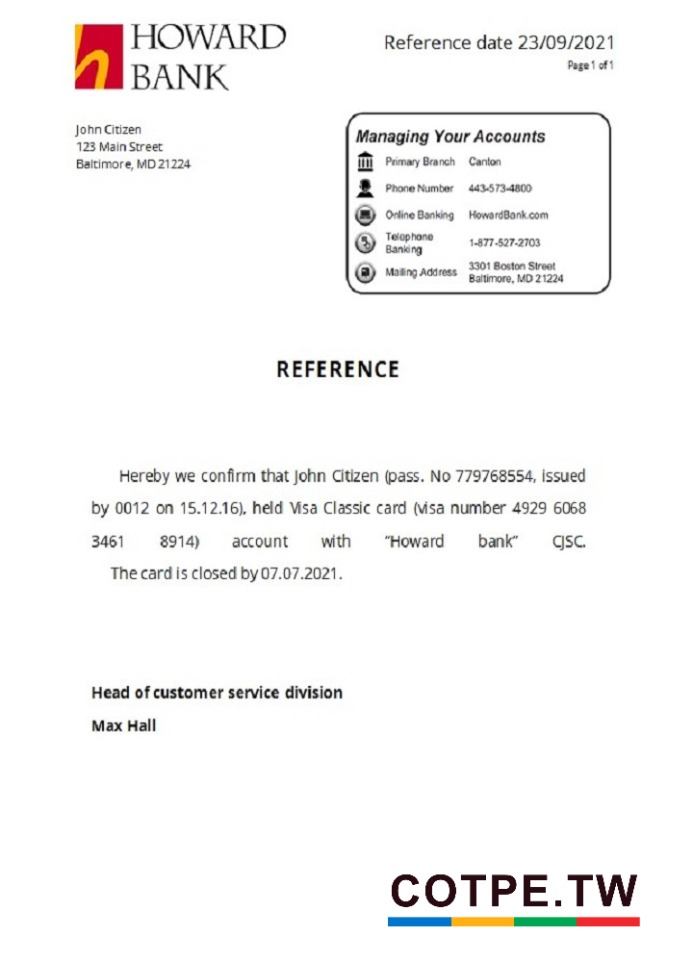 HOWARD
BANK
Reference date 23/09/2021
Page 1 of 1
John Citizen
123 Main Street
Baltimore, MD 21224
Managing Your Accounts
Primary Branch Canton
Phone Number 443-573-4800
Online Banking HowardBank.com
Telephone
Banking 1-877-527-2703
Mailing Address 3301 Boston Street
Baltimore, MD 21224
REFERENCE
Hereby we confirm that John Citizen (pass. No 779768554, issued
by 0012 on 15.12.16), held Visa Classic card (visa number 4929 6068
3461 8914) account with "Howard bank" CJSC.
The card is closed by 07.07.2021.
Head of customer service division
Max Hall
COTPE.TW